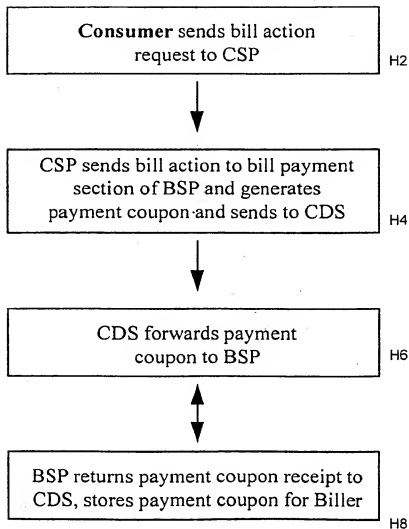 Consumer sends bill action
request to CSP
H2
CSP sends bill action to bill payment
section of BSP and generates
payment coupon and sends to CDS
H4
CDS forwards payment
coupon to BSP
H6
BSP returns payment coupon receipt to
CDS, stores payment coupon for Biller
H8